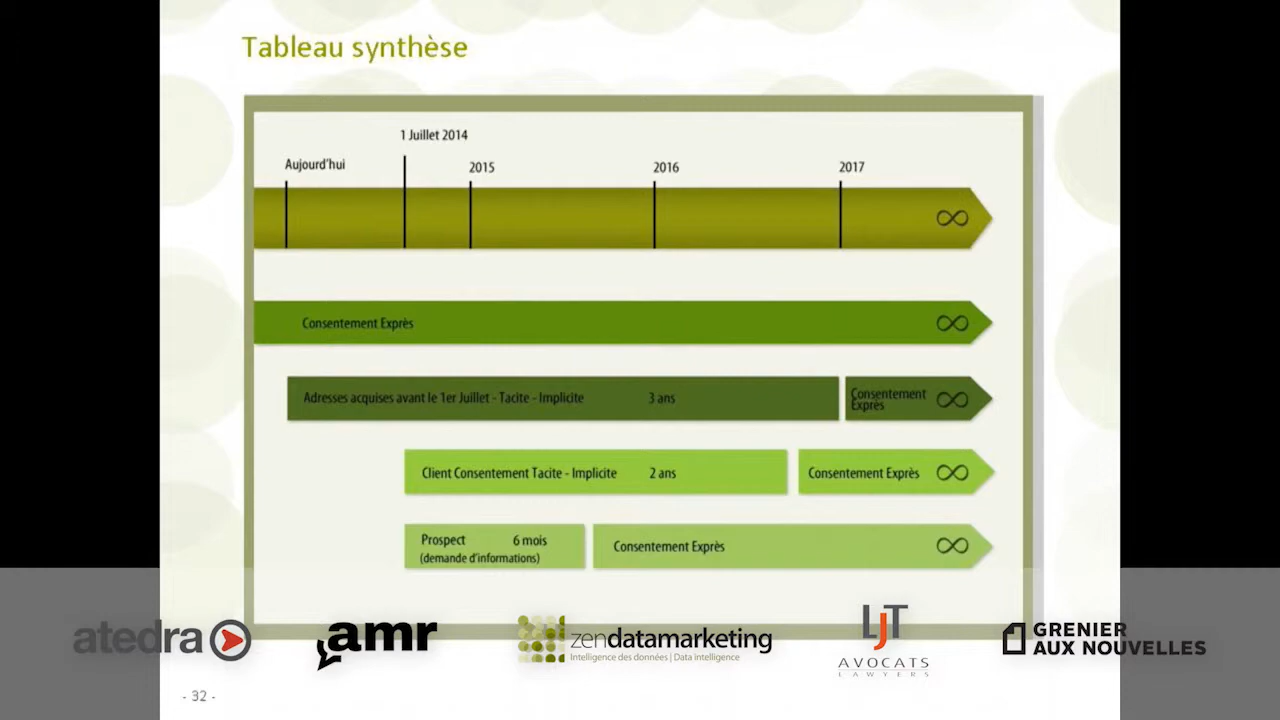 Tableau synthèse
1 Juillet 2014
Aujourd'hui
2015
2016
2017
∞
Consentement Exprès
∞
Adresses acquises avant le 1er Juillet - Tacite - Implicite 3 ans
Consentement
Exprès
∞
Client Consentement Tacite - Implicite 2 ans
Consentement Exprès
∞
Prospect 6 mois
(demande d'informations)
Consentement Exprès
∞
atedra
amr
zendatamarketing
Intelligence des données | Data intelligence
LJT
AVOCATS
LAWYERS
GRENIER
AUX NOUVELLES
- 32 -